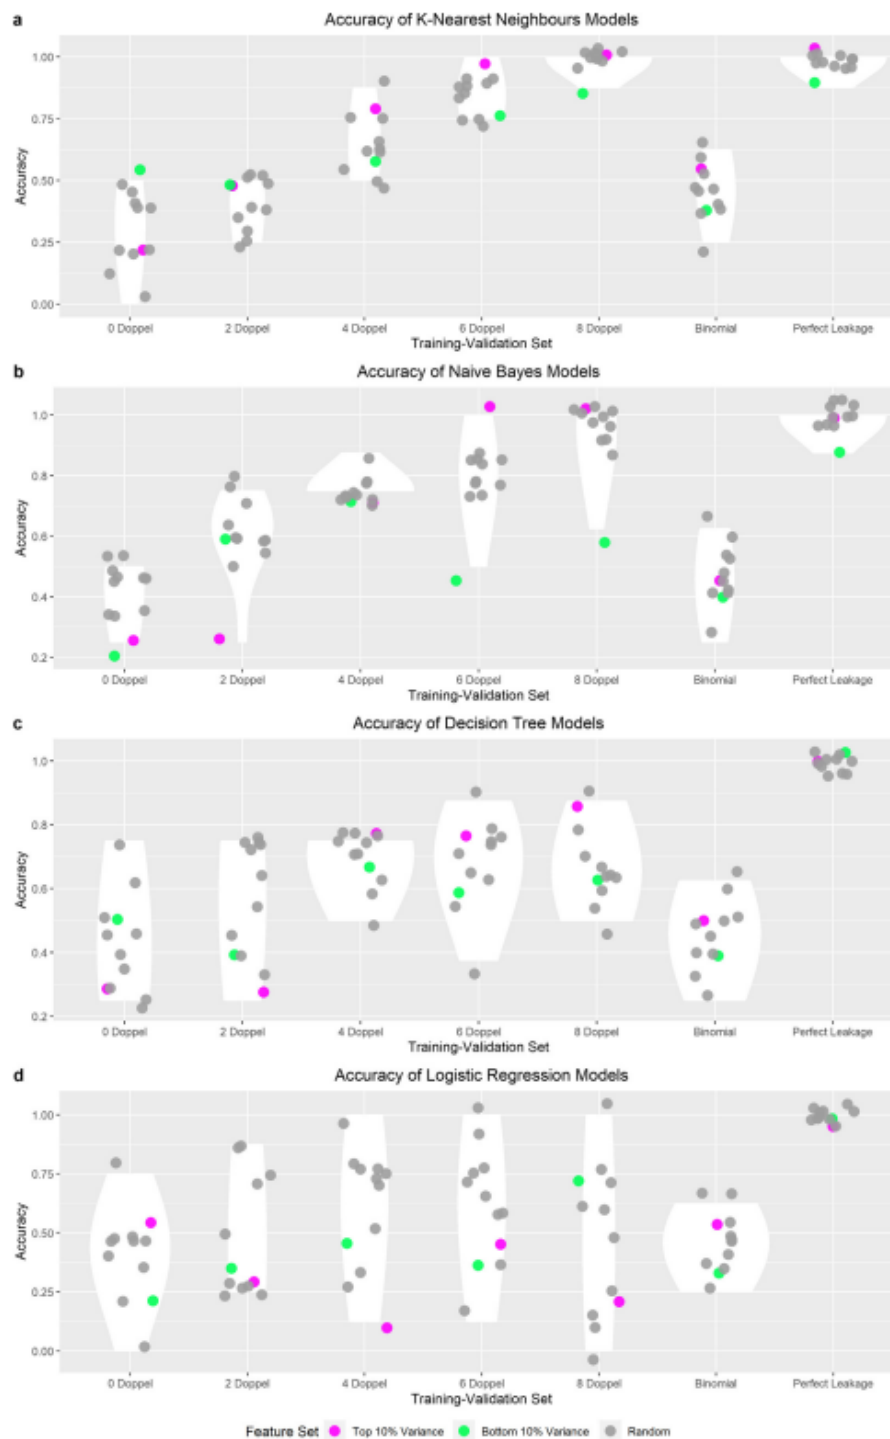 a
Accuracy of K-Nearest Neighbours Models
1.00
0.75
0.50
0.25
0.00
Accuracy
0 Doppel 2 Doppel 4 Doppel 6 Doppel 8 Doppel Binomial Perfect Leakage
Training-Validation Set
b
Accuracy of Naive Bayes Models
1.0
0.8
0.6
0.4
0.2
Accuracy
0 Doppel 2 Doppel 4 Doppel 6 Doppel 8 Doppel Binomial Perfect Leakage
Training-Validation Set
c
Accuracy of Decision Tree Models
1.0
0.8
0.6
0.4
0.2
Accuracy
0 Doppel 2 Doppel 4 Doppel 6 Doppel 8 Doppel Binomial Perfect Leakage
Training-Validation Set
d
Accuracy of Logistic Regression Models
1.00
0.75
0.50
0.25
0.00
Accuracy
0 Doppel 2 Doppel 4 Doppel 6 Doppel 8 Doppel Binomial Perfect Leakage
Training-Validation Set
Feature Set Top 10% Variance Bottom 10% Variance Random